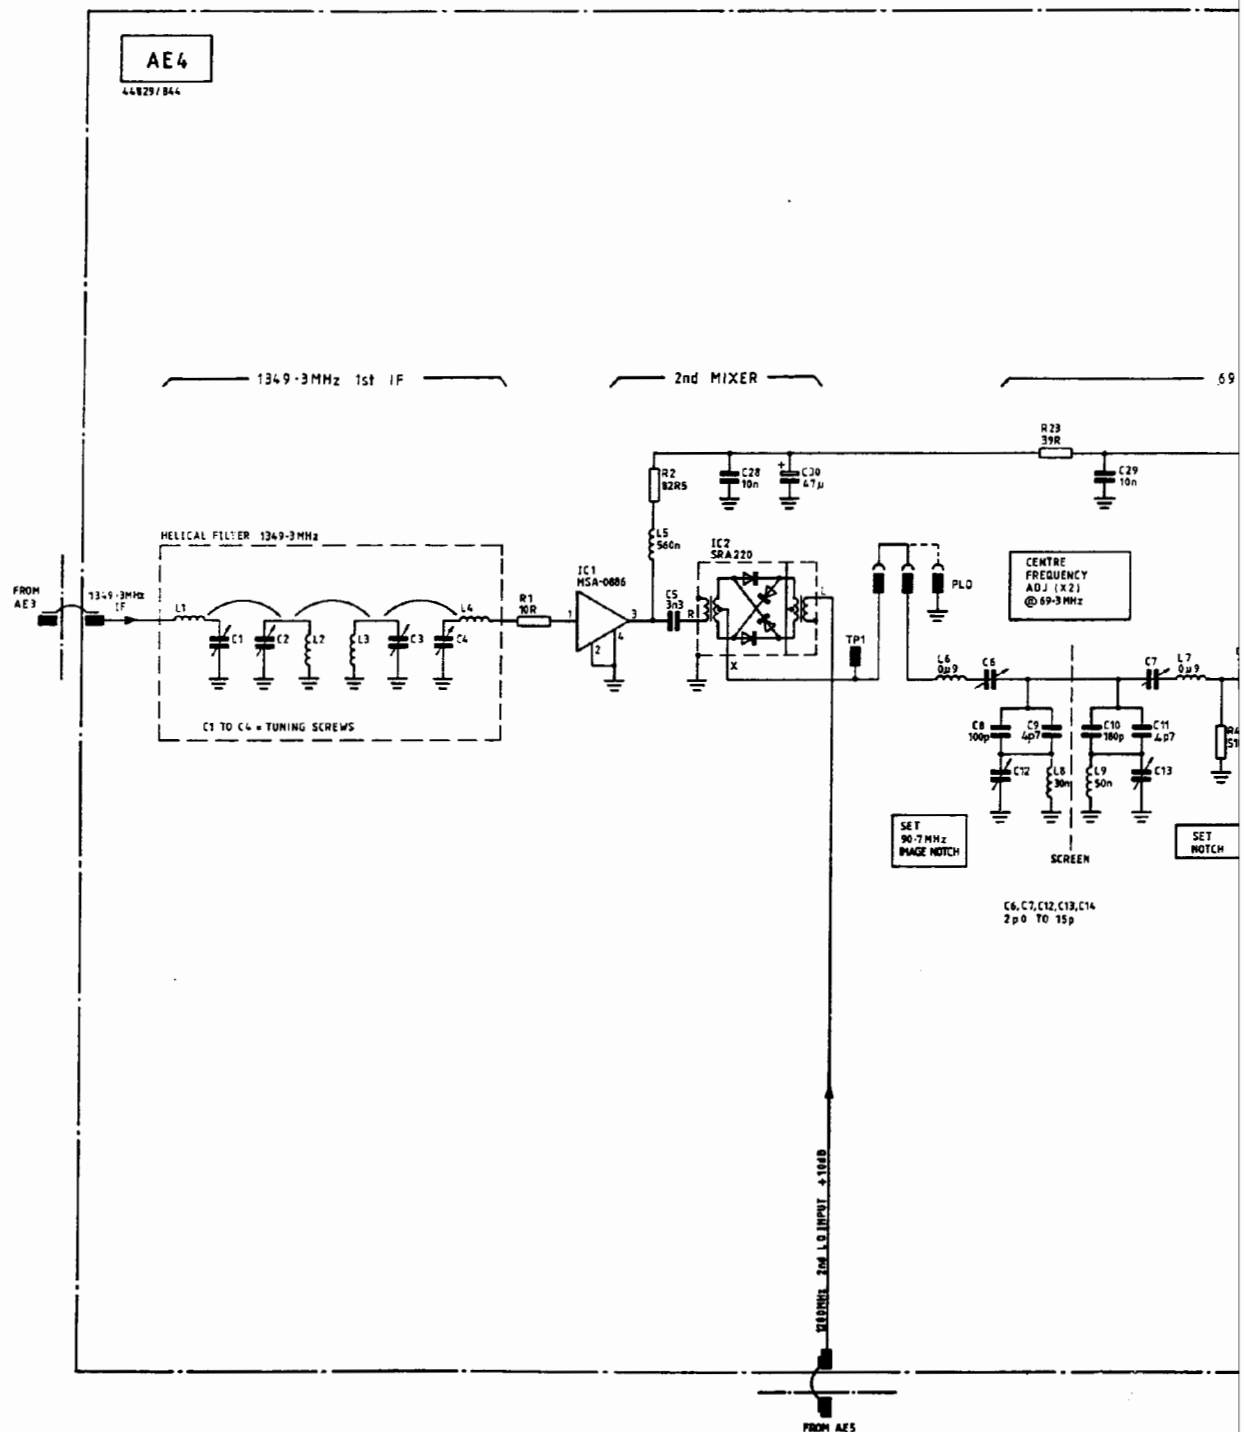 AE4
44829/844
1349·3MHz 1st IF
2nd MIXER
69
R23
39R
R2
82R5
C28
10n
C30
47µ
+
C29
10n
HELICAL FILTER 1349·3MHz
L5
560n
IC2
SRA220
FROM
AE3
1349·3MHz
IF
IC1
MSA-0886
C5
3n3
R
L
X
PLQ
CENTRE
FREQUENCY
ADJ (X2)
@ 69·3MHz
L1
L4
R1
10R
1
3
4
2
C1
C2
L2
L3
C3
C4
TP1
L6
0µ9
C6
C7
L7
0µ9
C1 TO C4 = TUNING SCREWS
C8
100p
C9
4p7
C10
180p
C11
4p7
R4
51
C12
L8
30n
L9
50n
C13
SET
90·7MHz
IMAGE NOTCH
SCREEN
SET
NOTCH
C6,C7,C12,C13,C14
2p0 TO 15p
1280MHz 2nd LO INPUT +10dB
FROM AE5